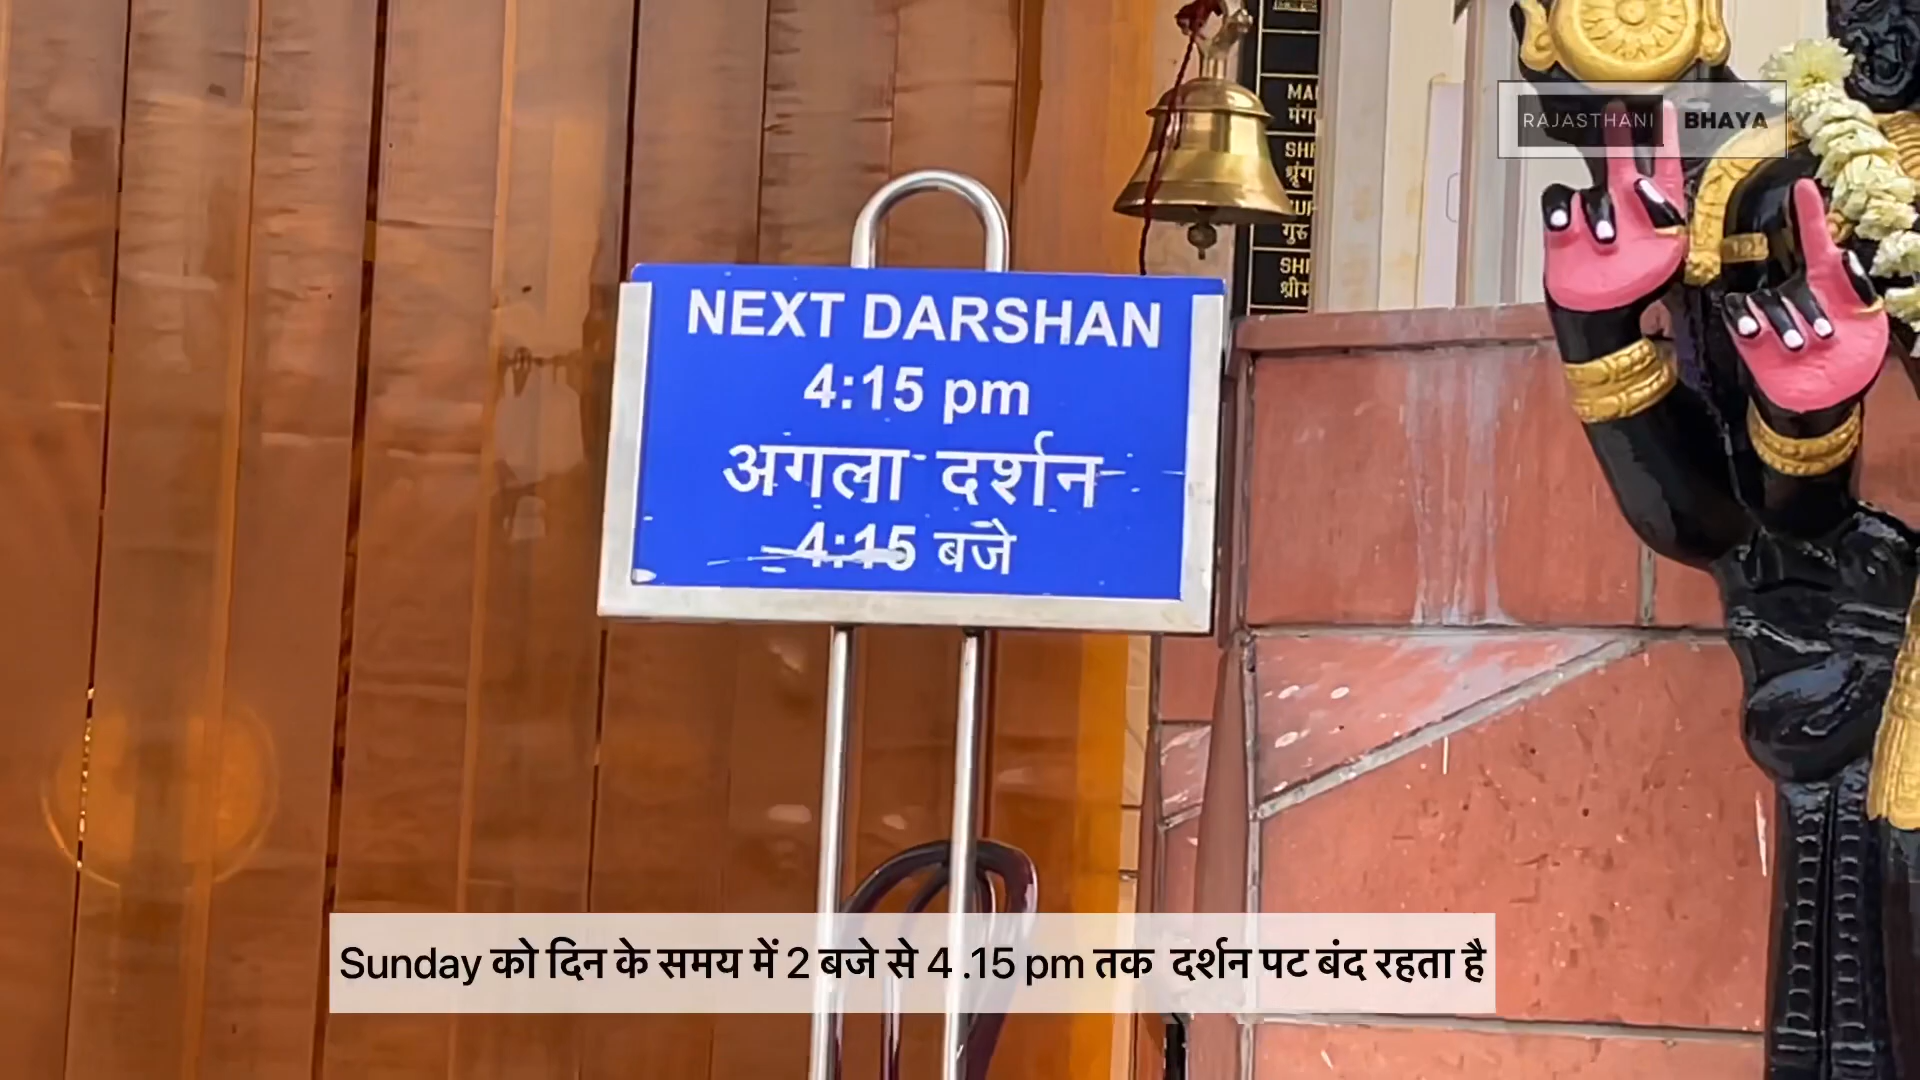 RAJASTHANI BHAYA
NEXT DARSHAN
4:15 pm
अगला दर्शन
4:15 बजे
Sunday को दिन के समय में 2 बजे से 4 .15 pm तक दर्शन पट बंद रहता है